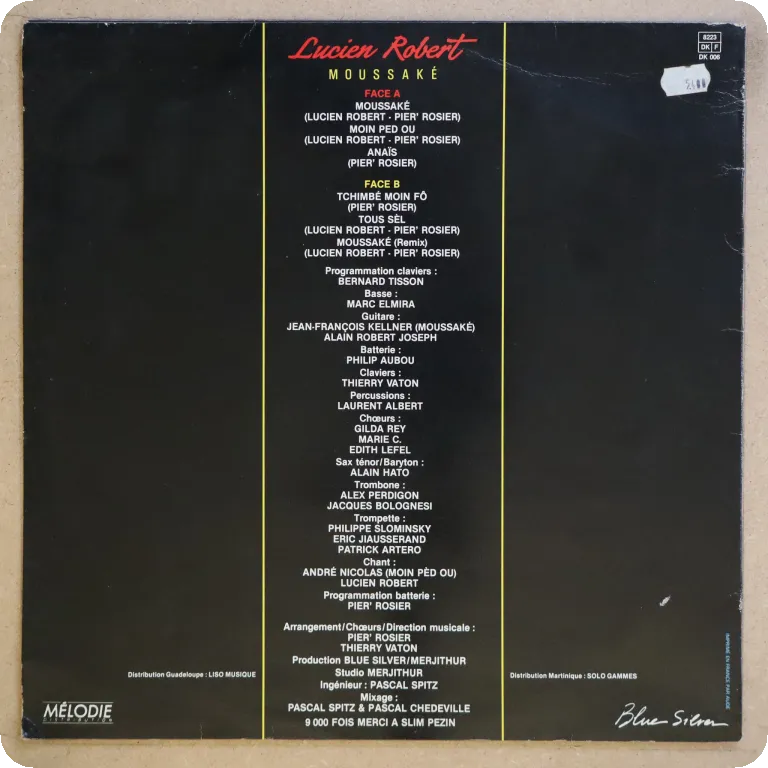 Lucien Robert
MOUSSAKÉ
8223
DK F
DK 006
FACE A
MOUSSAKÉ
(LUCIEN ROBERT - PIER' ROSIER)
MOIN PED OU
(LUCIEN ROBERT - PIER' ROSIER)
ANAÏS
(PIER' ROSIER)
FACE B
TCHIMBÉ MOIN FÔ
(PIER' ROSIER)
TOUS SÈL
(LUCIEN ROBERT - PIER' ROSIER)
MOUSSAKÉ (Remix)
(LUCIEN ROBERT - PIER' ROSIER)
Programmation claviers :
BERNARD TISSON
Basse :
MARC ELMIRA
Guitare :
JEAN-FRANÇOIS KELLNER (MOUSSAKÉ)
ALAIN ROBERT JOSEPH
Batterie :
PHILIP AUBOU
Claviers :
THIERRY VATON
Percussions :
LAURENT ALBERT
Chœurs :
GILDA REY
MARIE C.
EDITH LEFEL
Sax ténor/Baryton :
ALAIN HATO
Trombone :
ALEX PERDIGON
JACQUES BOLOGNESI
Trompette :
PHILIPPE SLOMINSKY
ERIC JIAUSSERAND
PATRICK ARTERO
Chant :
ANDRÉ NICOLAS (MOIN PÈD OU)
LUCIEN ROBERT
Programmation batterie :
PIER' ROSIER
Arrangement/Chœurs/Direction musicale :
PIER' ROSIER
THIERRY VATON
Production BLUE SILVER/MERJITHUR
Studio MERJITHUR
Ingénieur : PASCAL SPITZ
Mixage :
PASCAL SPITZ & PASCAL CHEDEVILLE
9 000 FOIS MERCI A SLIM PEZIN
Distribution Guadeloupe : LISO MUSIQUE
Distribution Martinique : SOLO GAMMES
MÉLODIE
DISTRIBUTION
Blue Silver
IMPRIMÉ EN FRANCE PAR